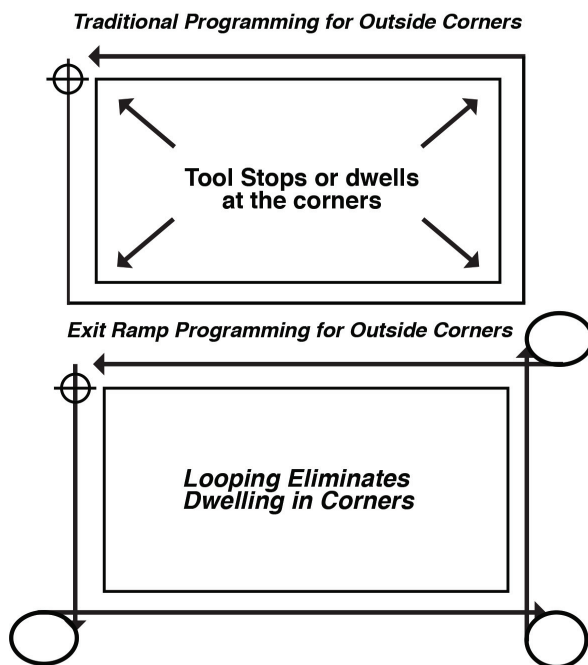 Traditional Programming for Outside Corners
Tool Stops or dwells
at the corners
Exit Ramp Programming for Outside Corners
Looping Eliminates
Dwelling in Corners